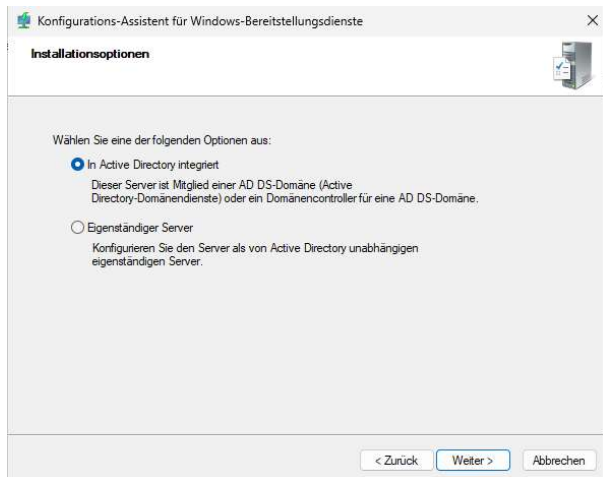 Konfigurations-Assistent für Windows-Bereitstellungsdienste
Installationsoptionen
Wählen Sie eine der folgenden Optionen aus:
In Active Directory integriert
Dieser Server ist Mitglied einer AD DS-Domäne (Active
Directory-Domänendienste) oder ein Domänencontroller für eine AD DS-Domäne.
Eigenständiger Server
Konfigurieren Sie den Server als von Active Directory unabhängigen
eigenständigen Server.
< Zurück Weiter > Abbrechen